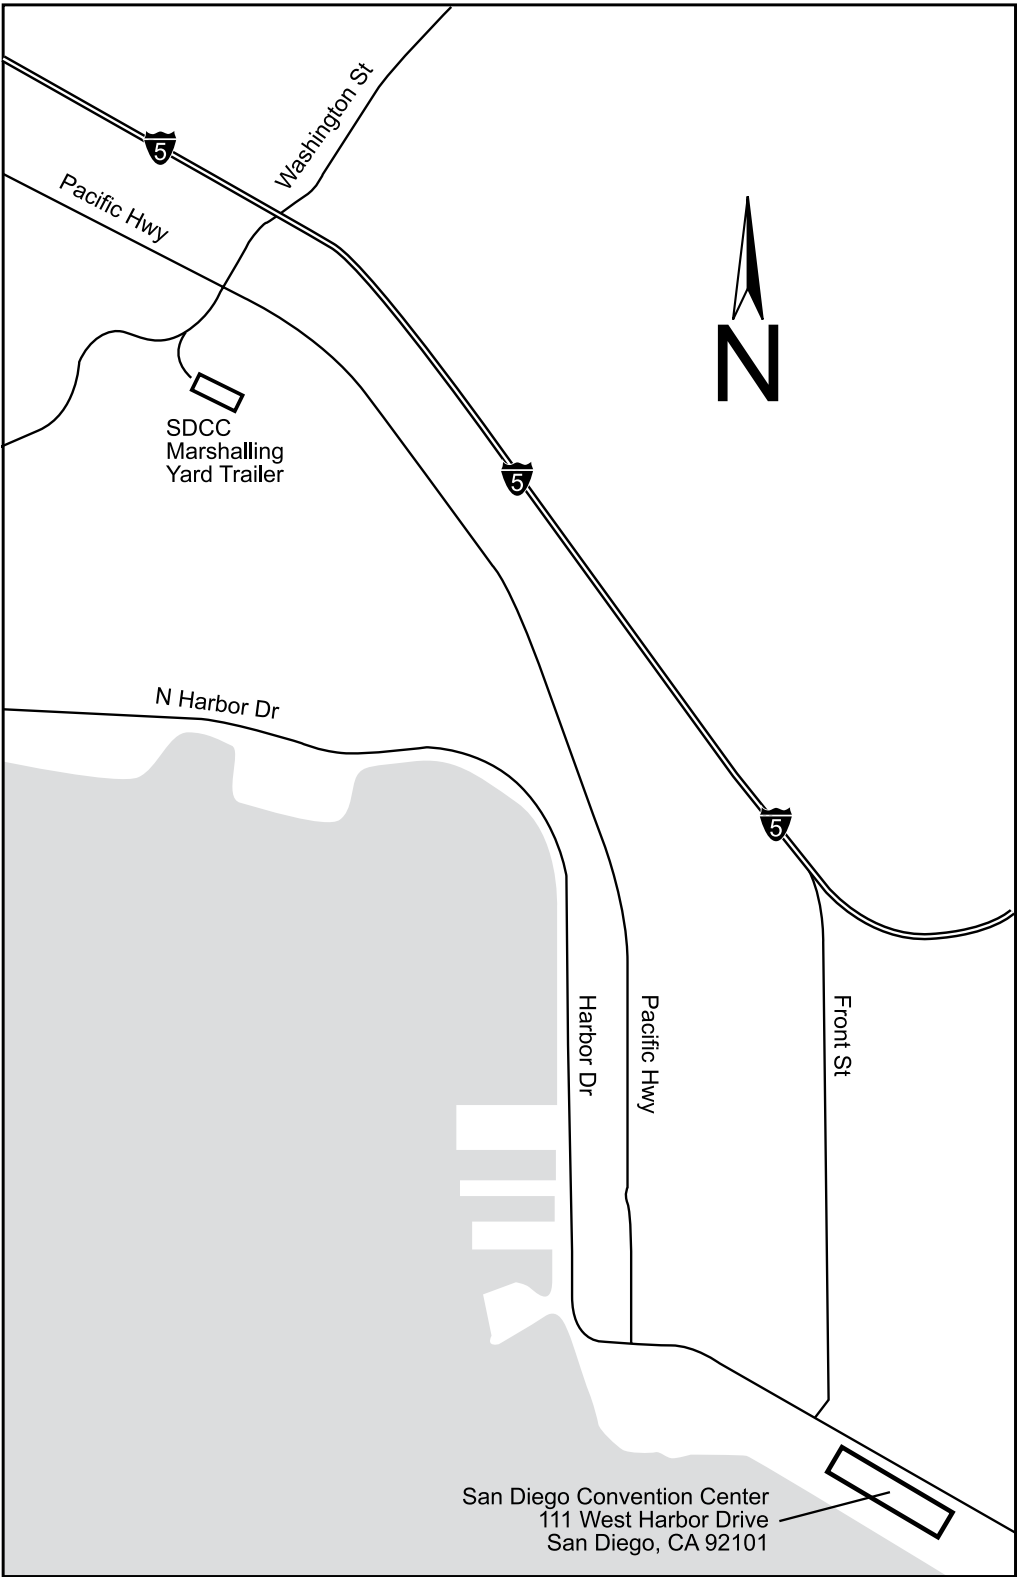 Washington St
5
Pacific Hwy
N
SDCC
Marshalling
Yard Trailer
5
N Harbor Dr
5
Harbor Dr
Pacific Hwy
Front St
San Diego Convention Center
111 West Harbor Drive
San Diego, CA 92101